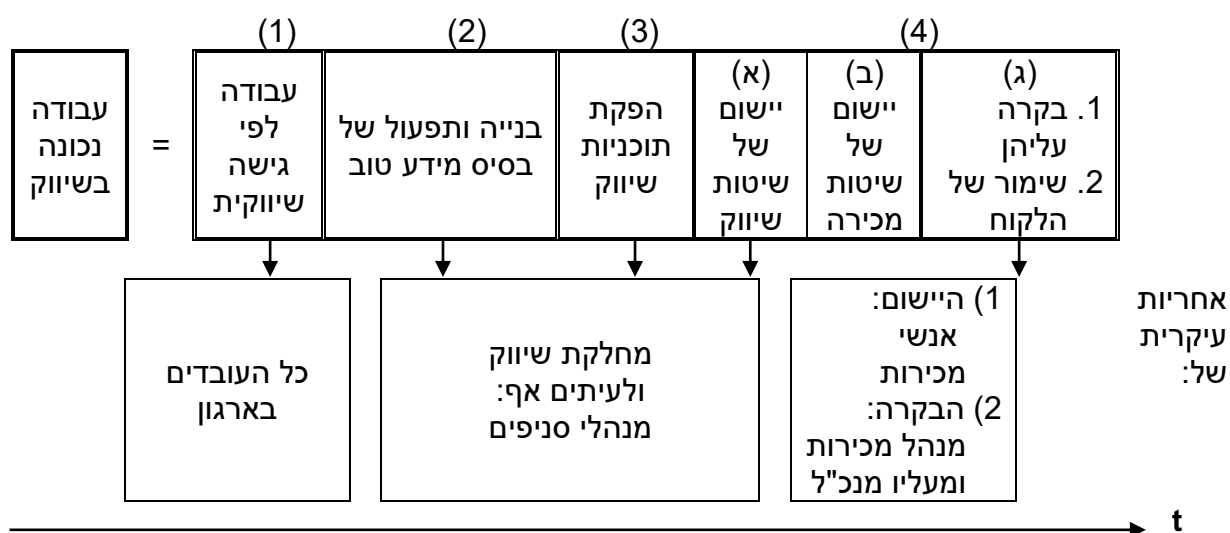 (1)
(2)
(3)
(4)
עבודה
נכונה
בשיווק
=
עבודה
לפי
גישה
שיווקית
בנייה ותפעול של
בסיס מידע טוב
הפקת
תוכניות
שיווק
(א)
יישום
של
שיטות
שיווק
(ב)
יישום
של
שיטות
מכירה
(ג)
1. בקרה
עליהן
2. שימור של
הלקוח
כל העובדים
בארגון
מחלקת שיווק
ולעיתים אף:
מנהלי סניפים
1) היישום:
אנשי
מכירות
2) הבקרה:
מנהל מכירות
ומעליו מנכ"ל
אחריות
עיקרית
של:
t